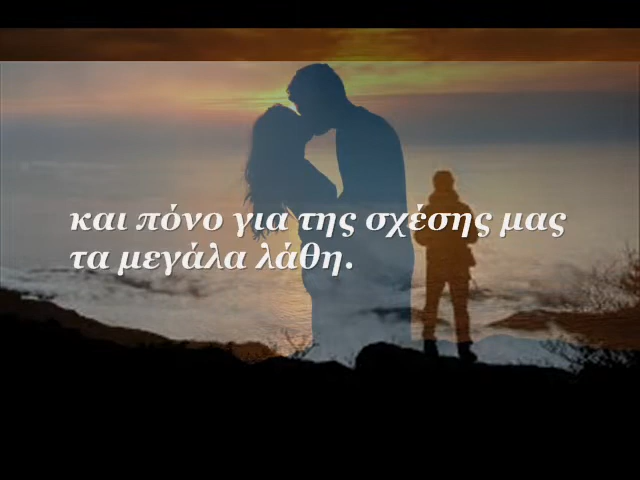 και πόνο για της σχέσης μας
τα μεγάλα λάθη.